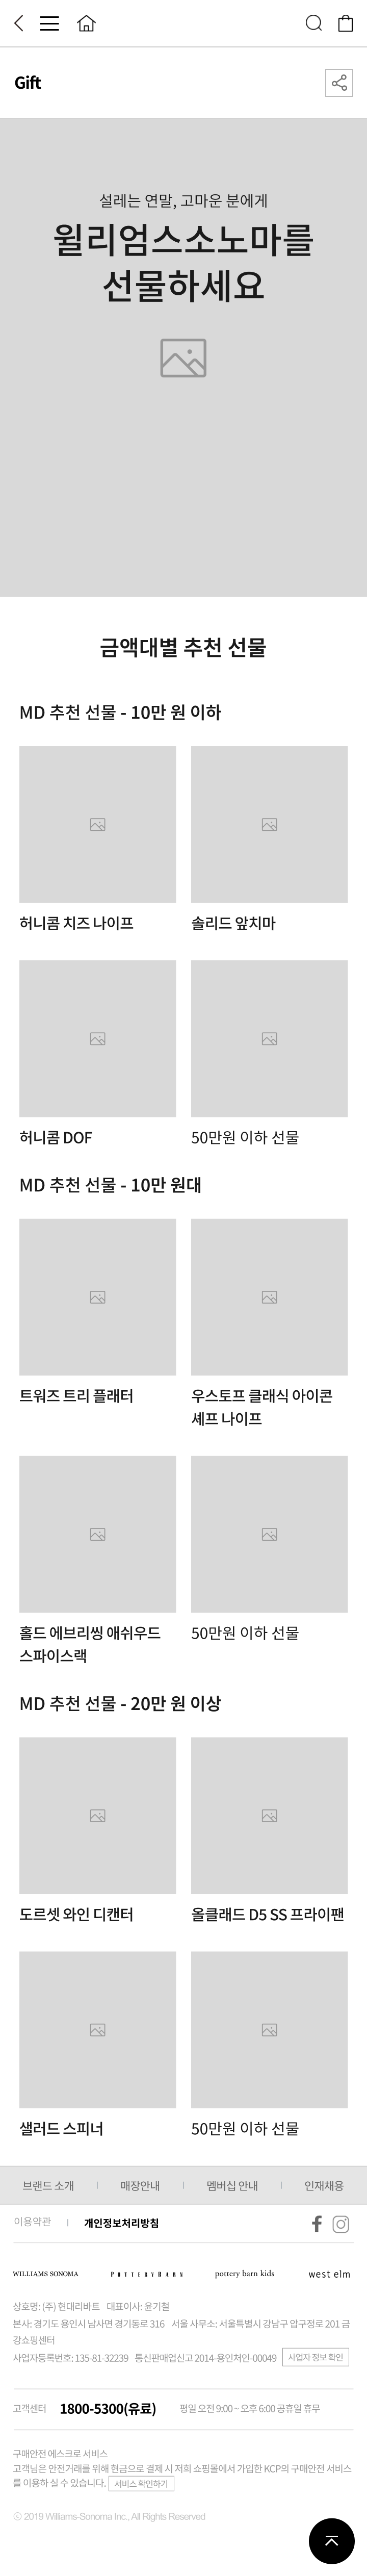 Gift
설레는 연말, 고마운 분에게
윌리엄스소노마를
선물하세요
금액대별 추천 선물
MD 추천 선물 - 10만 원 이하
허니콤 치즈 나이프
솔리드 앞치마
허니콤 DOF
50만원 이하 선물
MD 추천 선물 - 10만 원대
트워즈 트리 플래터
우스토프 클래식 아이콘
셰프 나이프
홀드 에브리씽 애쉬우드
스파이스랙
50만원 이하 선물
MD 추천 선물 - 20만 원 이상
도르셋 와인 디캔터
올클래드 D5 SS 프라이팬
샐러드 스피너
50만원 이하 선물
브랜드 소개 | 매장안내 | 멤버십 안내 | 인재채용
이용약관 | 개인정보처리방침
WILLIAMS SONOMA POTTERYBARN pottery barn kids west elm
상호명: (주) 현대리바트 대표이사: 윤기철
본사: 경기도 용인시 남사면 경기동로 316 서울 사무소: 서울특별시 강남구 압구정로 201 금
강쇼핑센터
사업자등록번호: 135-81-32239 통신판매업신고 2014-용인처인-00049 사업자 정보 확인
고객센터 1800-5300(유료) 평일 오전 9:00 ~ 오후 6:00 공휴일 휴무
구매안전 에스크로 서비스
고객님은 안전거래를 위해 현금으로 결제 시 저희 쇼핑몰에서 가입한 KCP의 구매안전 서비스
를 이용하 실 수 있습니다. 서비스 확인하기
ⓒ 2019 Williams-Sonoma Inc., All Rights Reserved